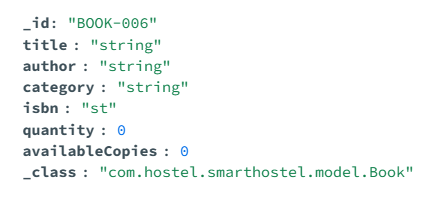 _id: "BOOK-006"
title : "string"
author : "string"
category : "string"
isbn : "st"
quantity : 0
availableCopies : 0
_class : "com.hostel.smarthostel.model.Book"